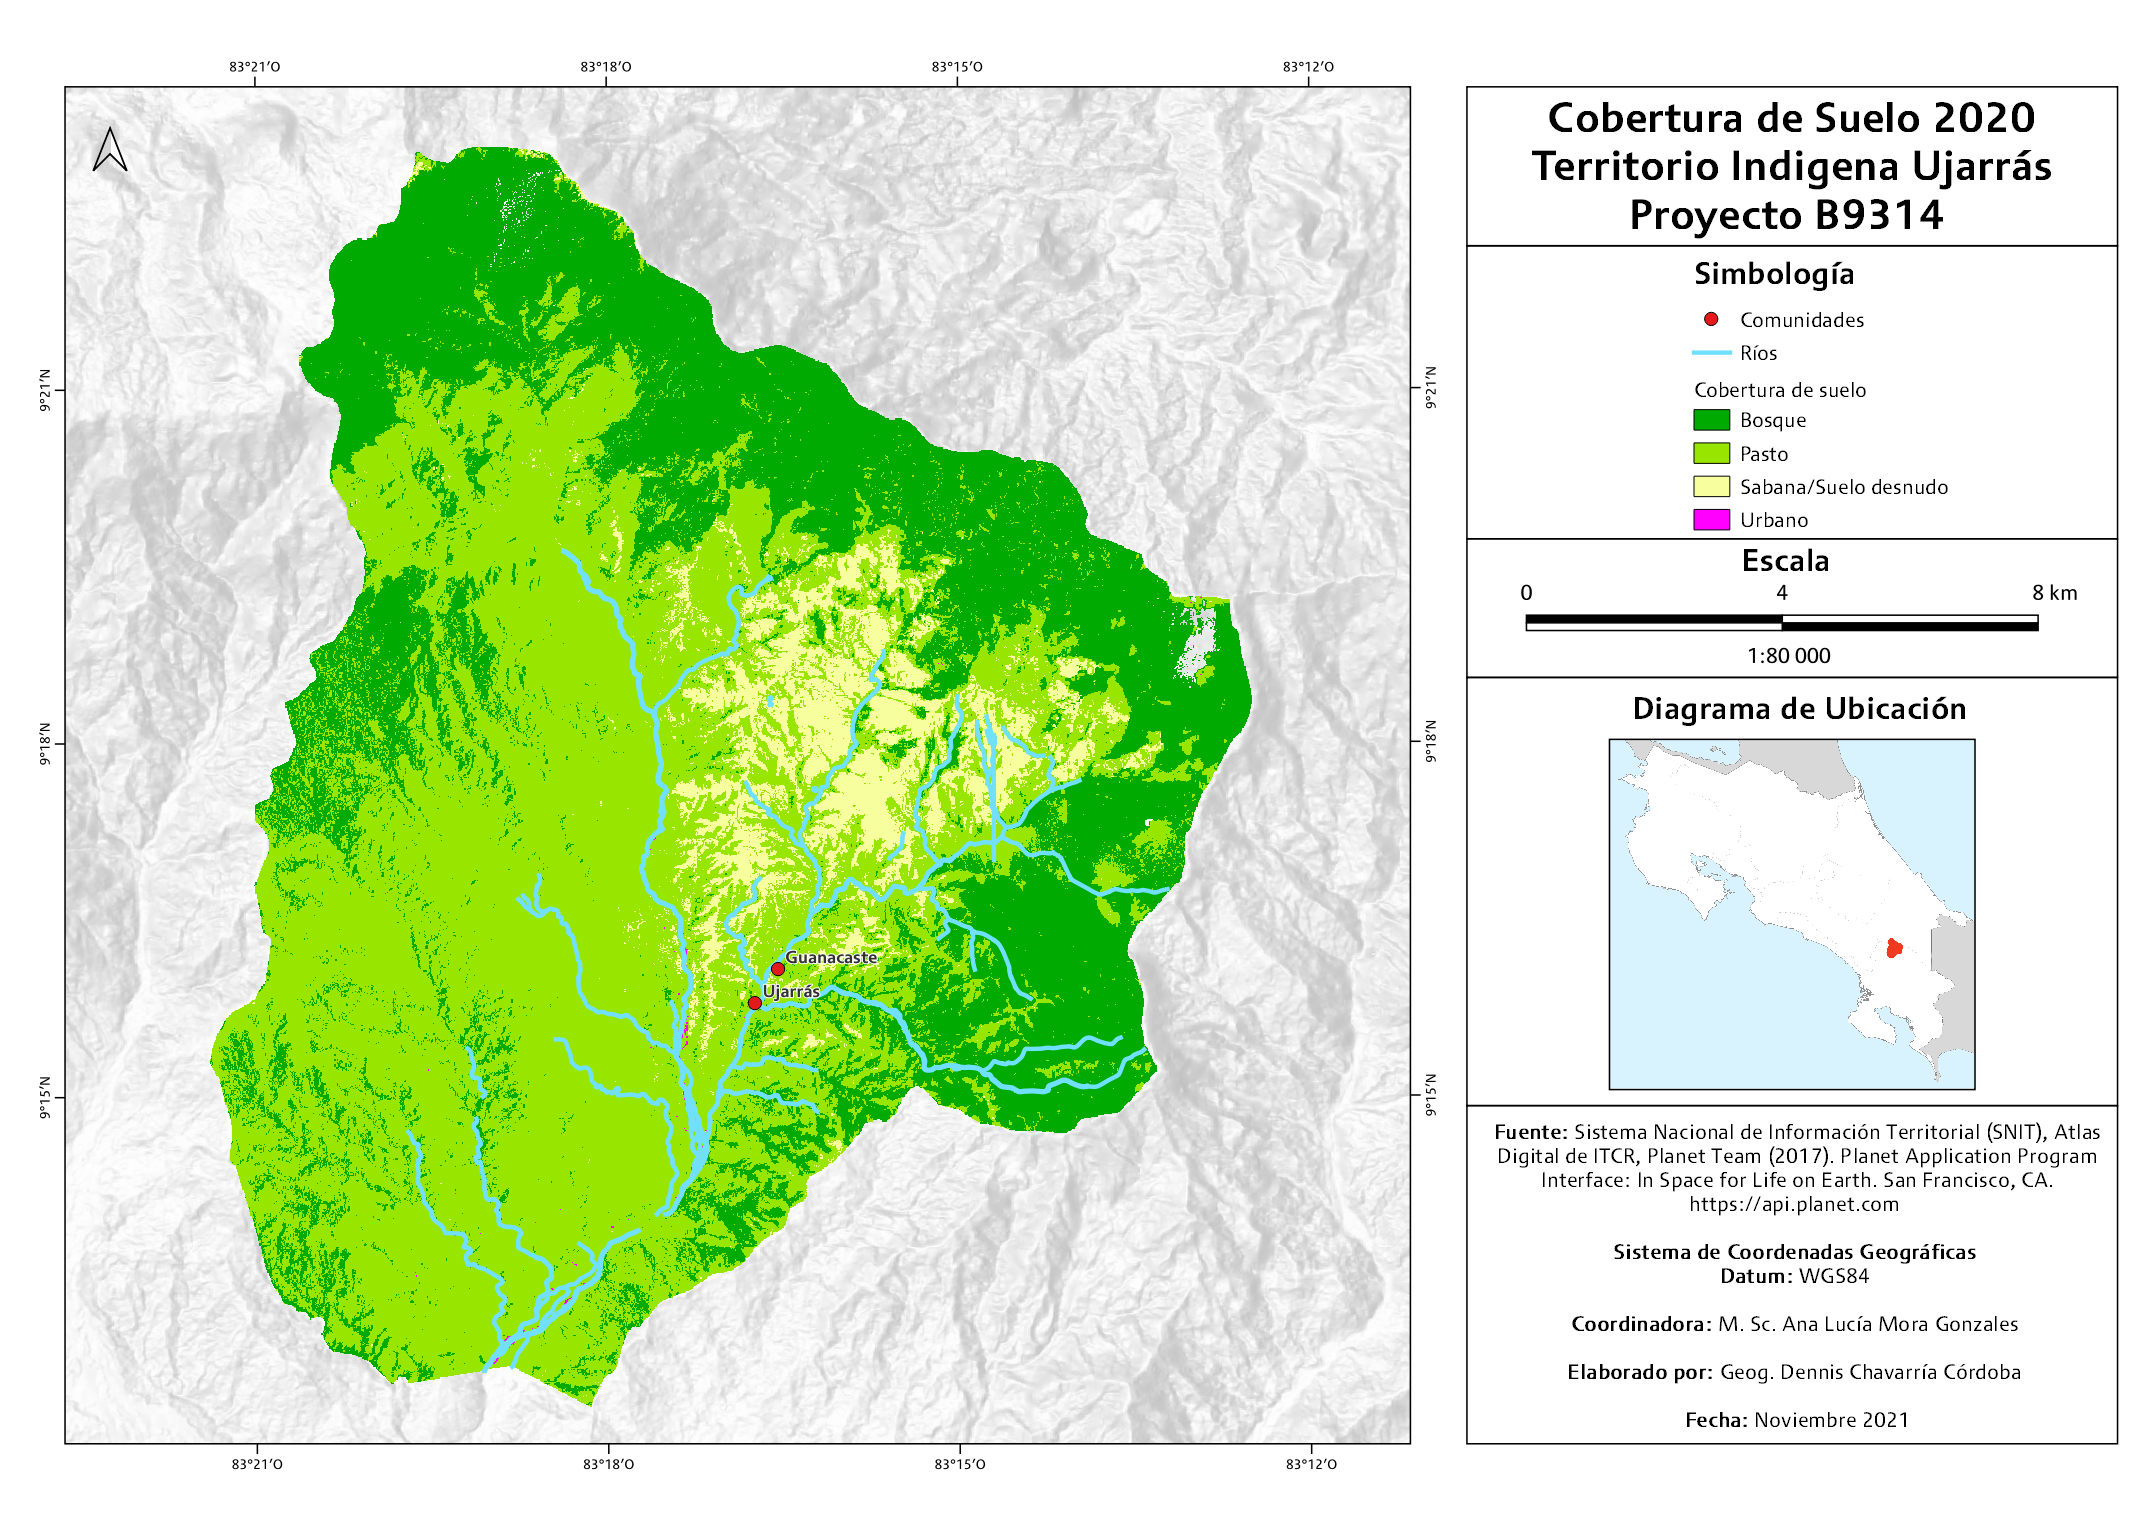 Cobertura de Suelo 2020
Territorio Indigena Ujarrás
Proyecto B9314
Simbología
Comunidades
Ríos
Cobertura de suelo
Bosque
Pasto
Sabana/Suelo desnudo
Urbano
Escala
0 4 8 km
1:80 000
Diagrama de Ubicación
Fuente: Sistema Nacional de Información Territorial (SNIT), Atlas
Digital de ITCR, Planet Team (2017). Planet Application Program
Interface: In Space for Life on Earth. San Francisco, CA.
https://api.planet.com
Sistema de Coordenadas Geográficas
Datum: WGS84
Coordinadora: M. Sc. Ana Lucía Mora Gonzales
Elaborado por: Geog. Dennis Chavarría Córdoba
Fecha: Noviembre 2021
83°21'O 83°18'O 83°15'O 83°12'O
9°21'N
9°18'N
9°15'N
Guanacaste
Ujarrás
9°21'N
9°18'N
9°15'N
83°21'O 83°18'O 83°15'O 83°12'O